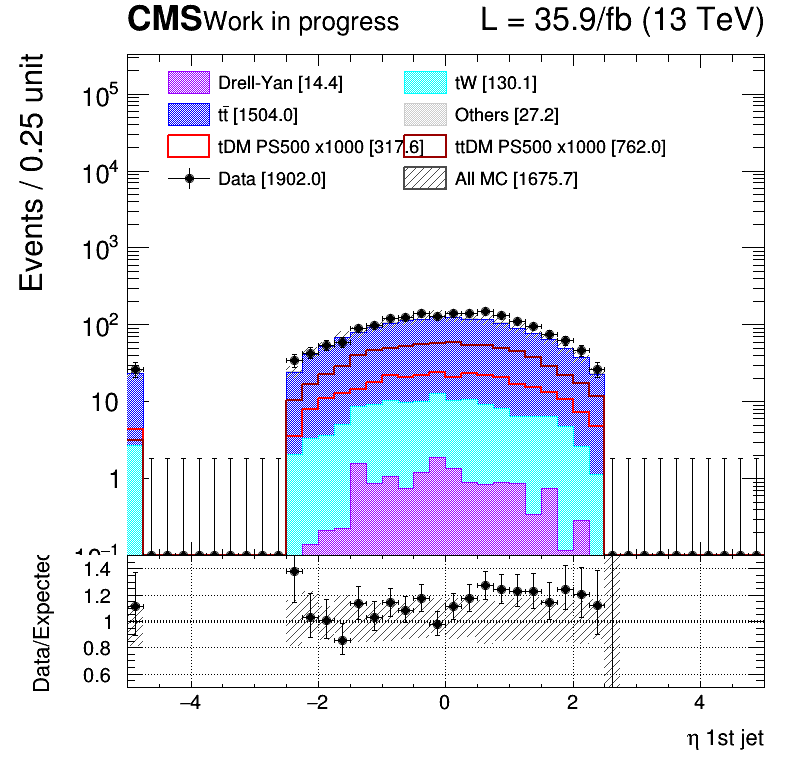 CMS Work in progress L = 35.9/fb (13 TeV)
Events / 0.25 unit
10⁵
10⁴
10³
10²
10
1
10⁻¹
Drell-Yan [14.4] tW [130.1]
tt̄ [1504.0] Others [27.2]
tDM PS500 x1000 [317.6] ttDM PS500 x1000 [762.0]
Data [1902.0] All MC [1675.7]
Data/Expected
1.4
1.2
1
0.8
0.6
−4 −2 0 2 4
η 1st jet